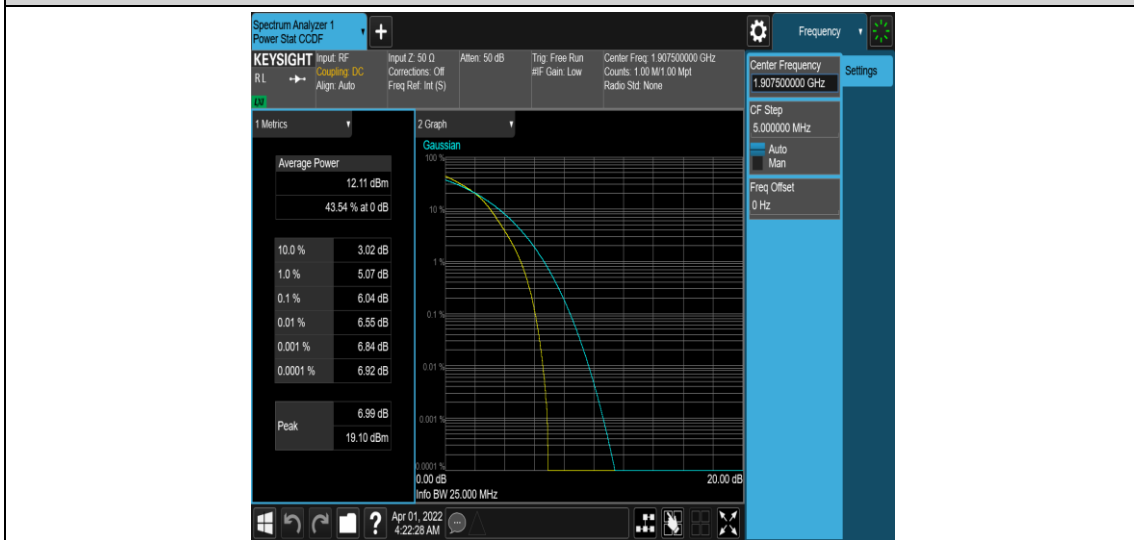 Spectrum Analyzer 1
Power Stat CCDF
+
Frequency
KEYSIGHT
RL
Input: RF
Coupling: DC
Align: Auto
Input Z: 50 Ω
Corrections: Off
Freq Ref: Int (S)
Atten: 50 dB
Trig: Free Run
#IF Gain: Low
Center Freq: 1.907500000 GHz
Counts: 1.00 M/1.00 Mpt
Radio Std: None
Center Frequency
1.907500000 GHz
Settings
CF Step
5.000000 MHz
Auto
Man
Freq Offset
0 Hz
1 Metrics
Average Power
12.11 dBm
43.54 % at 0 dB
10.0 % 3.02 dB
1.0 % 5.07 dB
0.1 % 6.04 dB
0.01 % 6.55 dB
0.001 % 6.84 dB
0.0001 % 6.92 dB
Peak 6.99 dB
19.10 dBm
2 Graph
Gaussian
100 %
10 %
1 %
0.1 %
0.01 %
0.001 %
0.0001 %
0.00 dB 20.00 dB
Info BW 25.000 MHz
?
Apr 01, 2022
4:22:28 AM